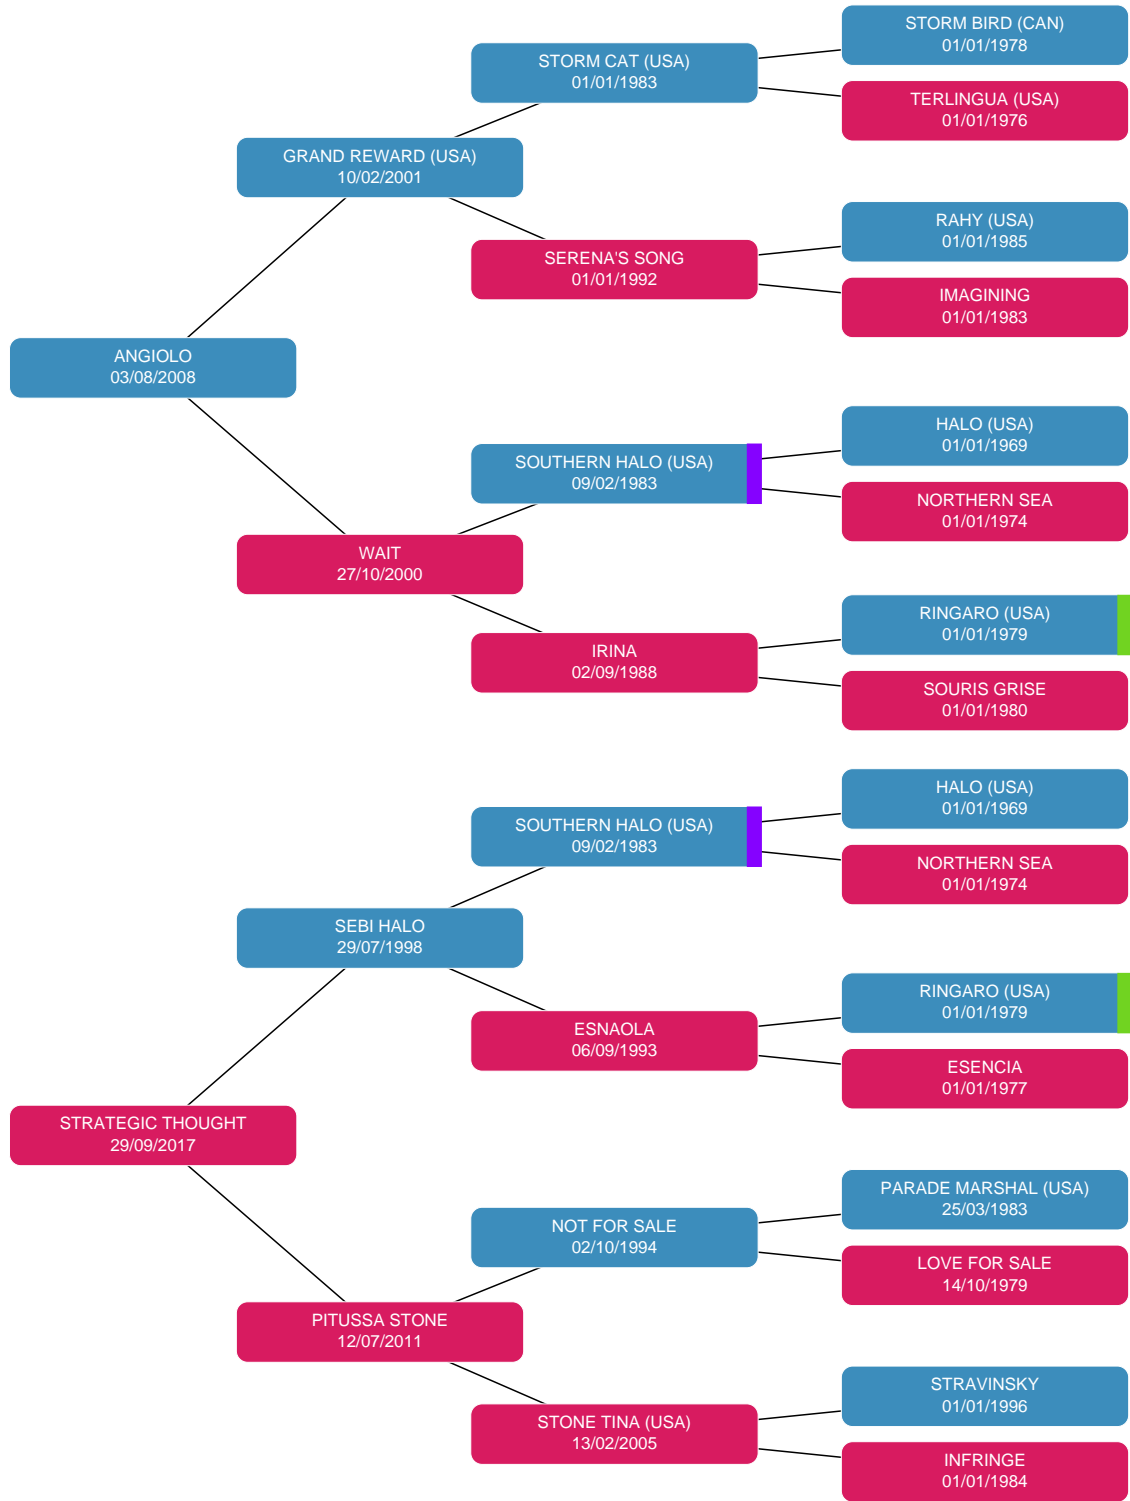 STORM BIRD (CAN)
01/01/1978
STORM CAT (USA)
01/01/1983
TERLINGUA (USA)
01/01/1976
GRAND REWARD (USA)
10/02/2001
RAHY (USA)
01/01/1985
SERENA'S SONG
01/01/1992
IMAGINING
01/01/1983
ANGIOLO
03/08/2008
HALO (USA)
01/01/1969
SOUTHERN HALO (USA)
09/02/1983
NORTHERN SEA
01/01/1974
WAIT
27/10/2000
RINGARO (USA)
01/01/1979
IRINA
02/09/1988
SOURIS GRISE
01/01/1980
HALO (USA)
01/01/1969
SOUTHERN HALO (USA)
09/02/1983
NORTHERN SEA
01/01/1974
SEBI HALO
29/07/1998
RINGARO (USA)
01/01/1979
ESNAOLA
06/09/1993
ESENCIA
01/01/1977
STRATEGIC THOUGHT
29/09/2017
PARADE MARSHAL (USA)
25/03/1983
NOT FOR SALE
02/10/1994
LOVE FOR SALE
14/10/1979
PITUSSA STONE
12/07/2011
STRAVINSKY
01/01/1996
STONE TINA (USA)
13/02/2005
INFRINGE
01/01/1984